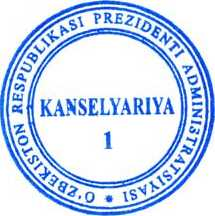 O'ZBEKISTON RESPUBLIKASI PREZIDENTI ADMINISTRATSIYASI
KANSELYARIYA
1